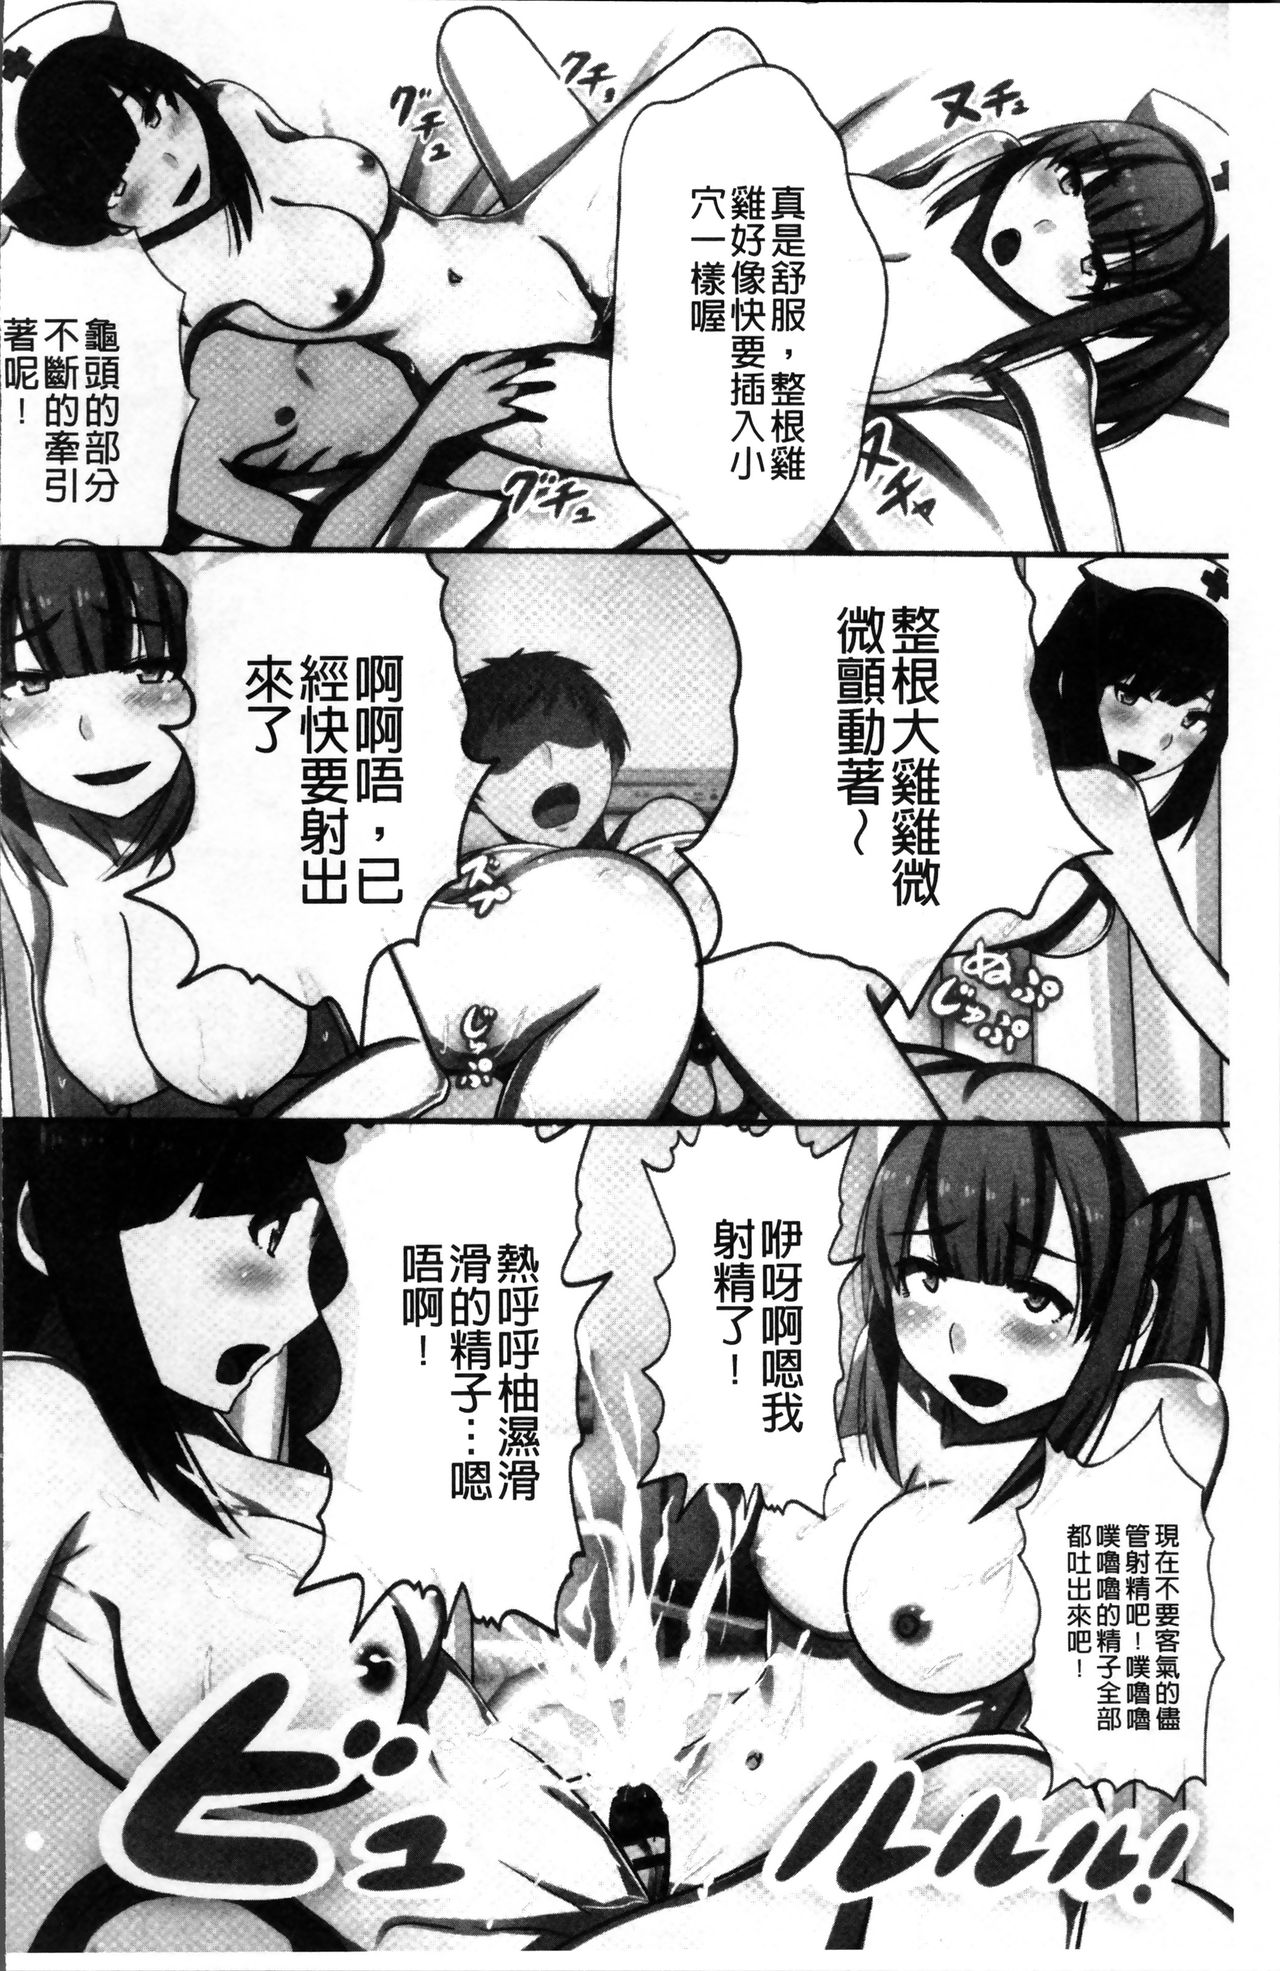 ヌチュ
グチュ
グチュ
真是舒服，整根雞
雞好像快要插入小
穴一樣喔
ヌチャ
グチュ
龜頭的部分
不斷的牽引
著呢！
整根大雞雞微
微顫動著～
ぬぷぷ
じゅぷぷ
啊啊唔，已
經快要射出
來了
ズプ
じゅぷ
現在不要客氣的儘
管射精吧！噗嚕嚕
噗嚕嚕的精子全部
都吐出來吧！
咿呀啊嗯我
射精了！
熱呼呼柚濕滑
滑的精子…嗯
唔啊！
ビュルルルル！